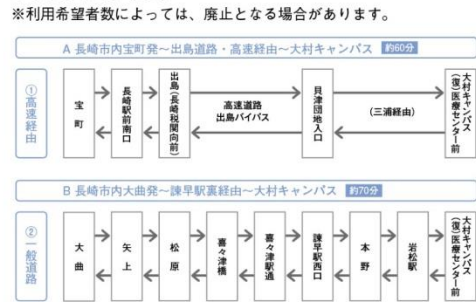 ※利用希望者数によっては、廃止となる場合があります。
A 長崎市内宝町発~出島道路・高速経由~大村キャンパス 約60分
①高速経由
宝町
長崎駅前南口
出島(長崎税関向前)
高速道路
出島バイパス
貝津団地入口
(三浦経由)
大村キャンパス
(復)医療センター前
B 長崎市内大曲発~諫早駅裏経由~大村キャンパス 約70分
②一般道路
大曲
矢上
松原
喜々津橋
喜々津駅通
諫早駅西口
本野
岩松駅
大村キャンパス
(復)医療センター前